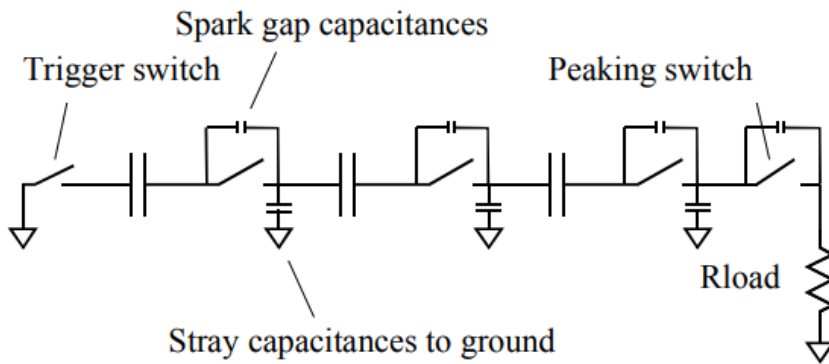 Spark gap capacitances
Trigger switch
Peaking switch
Rload
Stray capacitances to ground